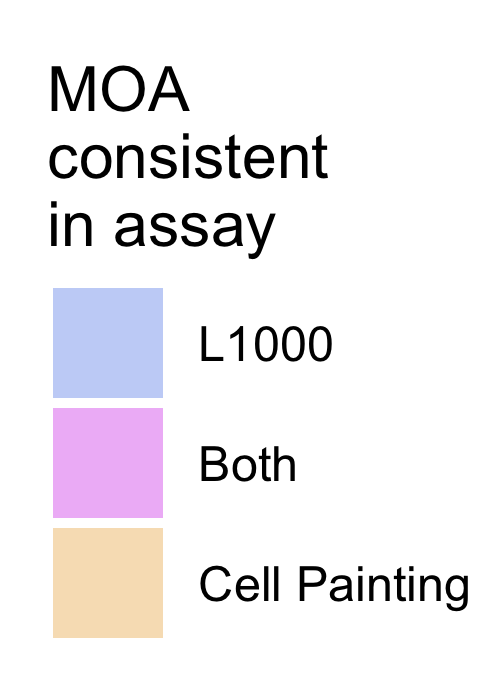 MOA
consistent
in assay
L1000
Both
Cell Painting